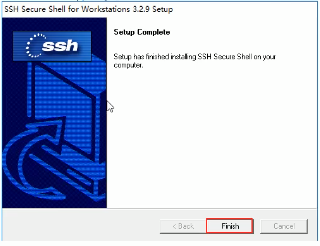 SSH Secure Shell for Workstations 3.2.9 Setup
ssh
Setup Complete
Setup has finished installing SSH Secure Shell on your
computer.
< Back
Finish
Cancel